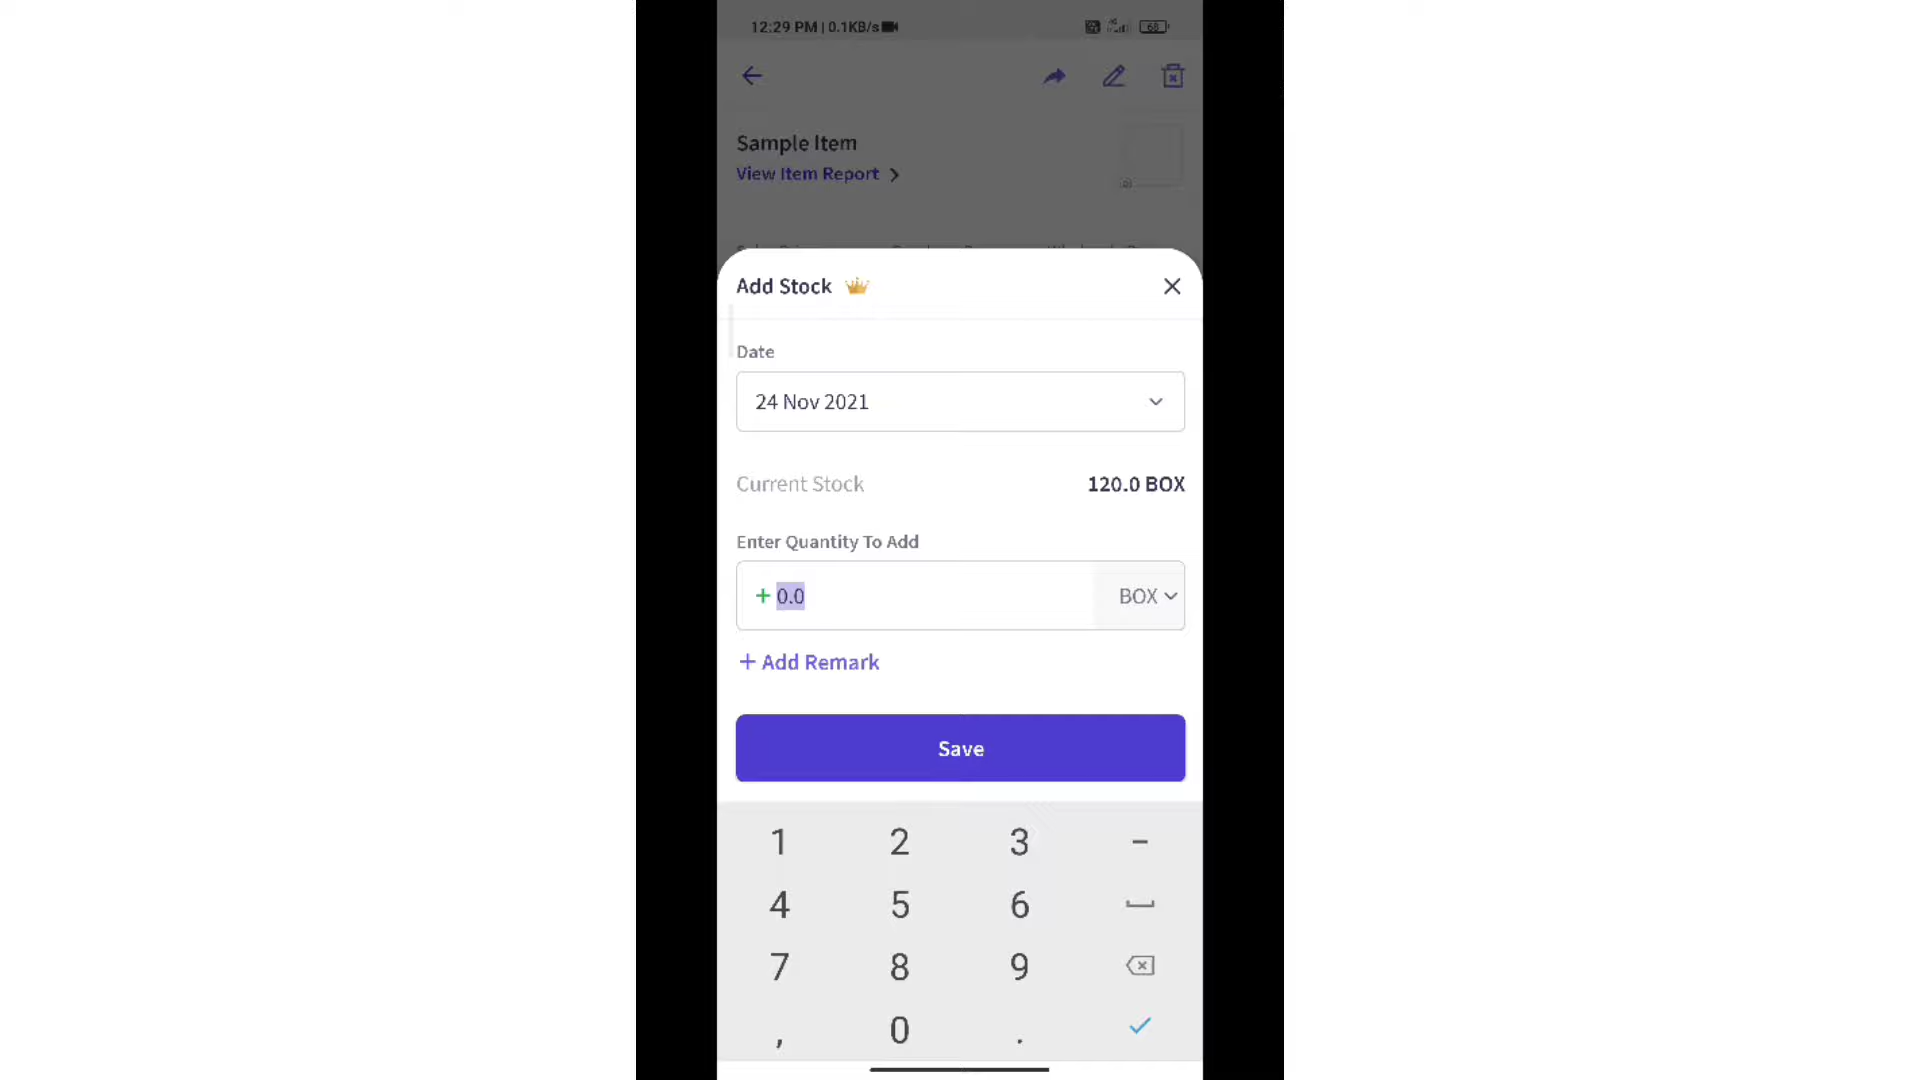 12:29 PM | 0.1KB/s
68
Sample Item
View Item Report
Add Stock
Date
24 Nov 2021
Current Stock
120.0 BOX
Enter Quantity To Add
+ 0.0
BOX
+ Add Remark
Save
1 2 3 -
4 5 6
7 8 9
, 0 .